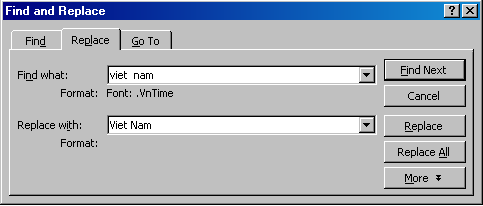 Find and Replace
Find Replace Go To
Find what: viet  nam Find Next
Format: Font: .VnTime
Cancel
Replace with: Viet Nam Replace
Format:
Replace All
More